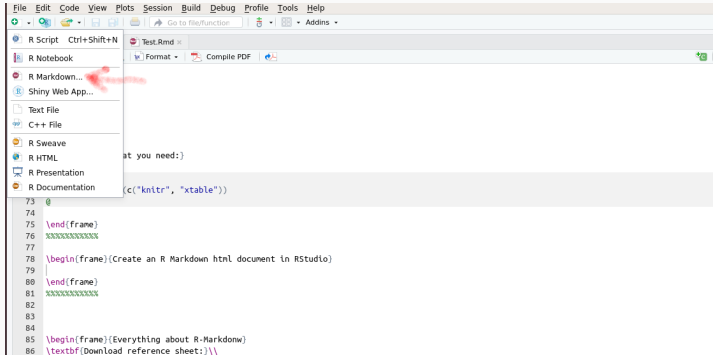 File Edit Code View Plots Session Build Debug Profile Tools Help
Go to file/function Addins
R Script Ctrl+Shift+N
Test.Rmd
R Notebook
Format Compile PDF
R Markdown...
Shiny Web App...
Text File
C++ File
R Sweave
at you need:}
R HTML
R Presentation
R Documentation
(c("knitr", "xtable"))
73 @
74
75 \end{frame}
76 %%%%%%%%%%%
77
78 \begin{frame}{Create an R Markdown html document in RStudio}
79
80 \end{frame}
81 %%%%%%%%%%%
82
83
84
85 \begin{frame}{Everything about R-Markdonw}
86 \textbf{Download reference sheet:}\\